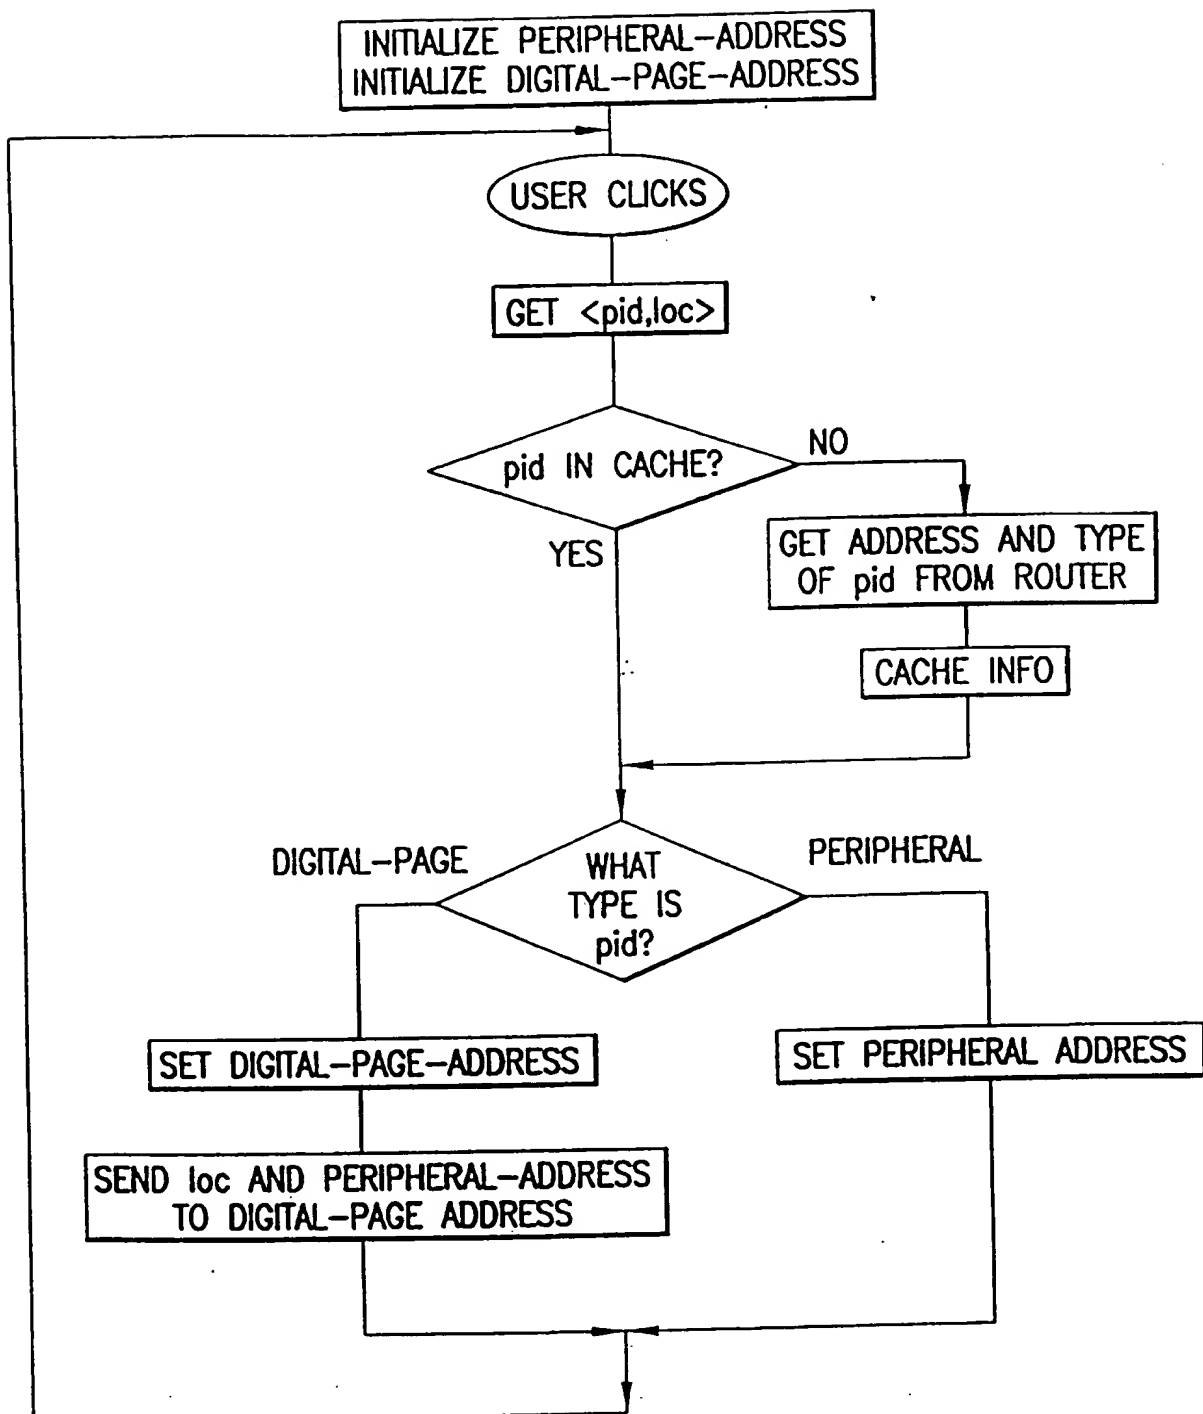 INITIALIZE PERIPHERAL-ADDRESS
INITIALIZE DIGITAL-PAGE-ADDRESS
USER CLICKS
GET <pid,loc>
pid IN CACHE?
NO
YES
GET ADDRESS AND TYPE
OF pid FROM ROUTER
CACHE INFO
DIGITAL-PAGE
WHAT
TYPE IS
pid?
PERIPHERAL
SET DIGITAL-PAGE-ADDRESS
SET PERIPHERAL ADDRESS
SEND loc AND PERIPHERAL-ADDRESS
TO DIGITAL-PAGE ADDRESS